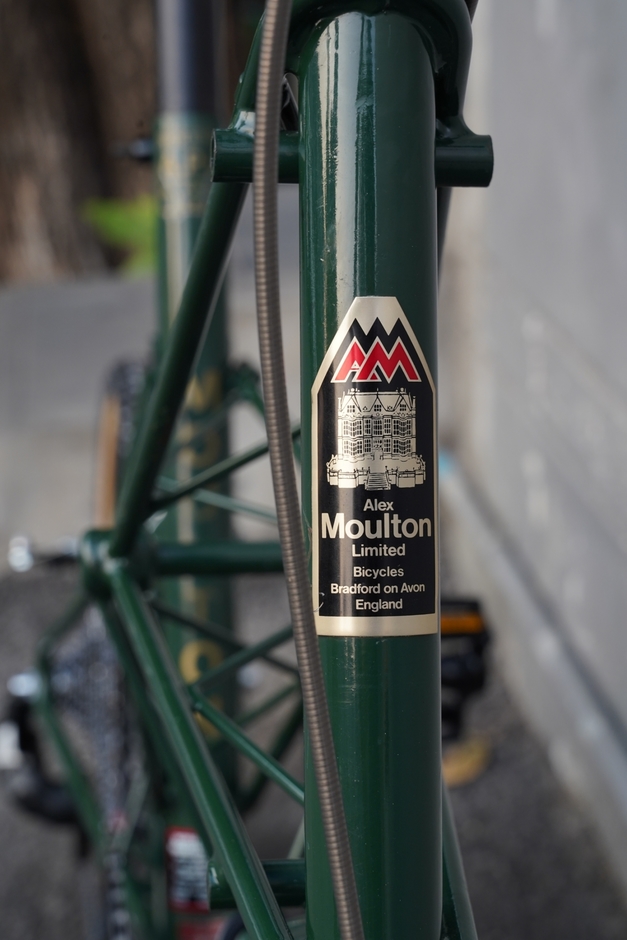 AM
Alex
Moulton
Limited
Bicycles
Bradford on Avon
England